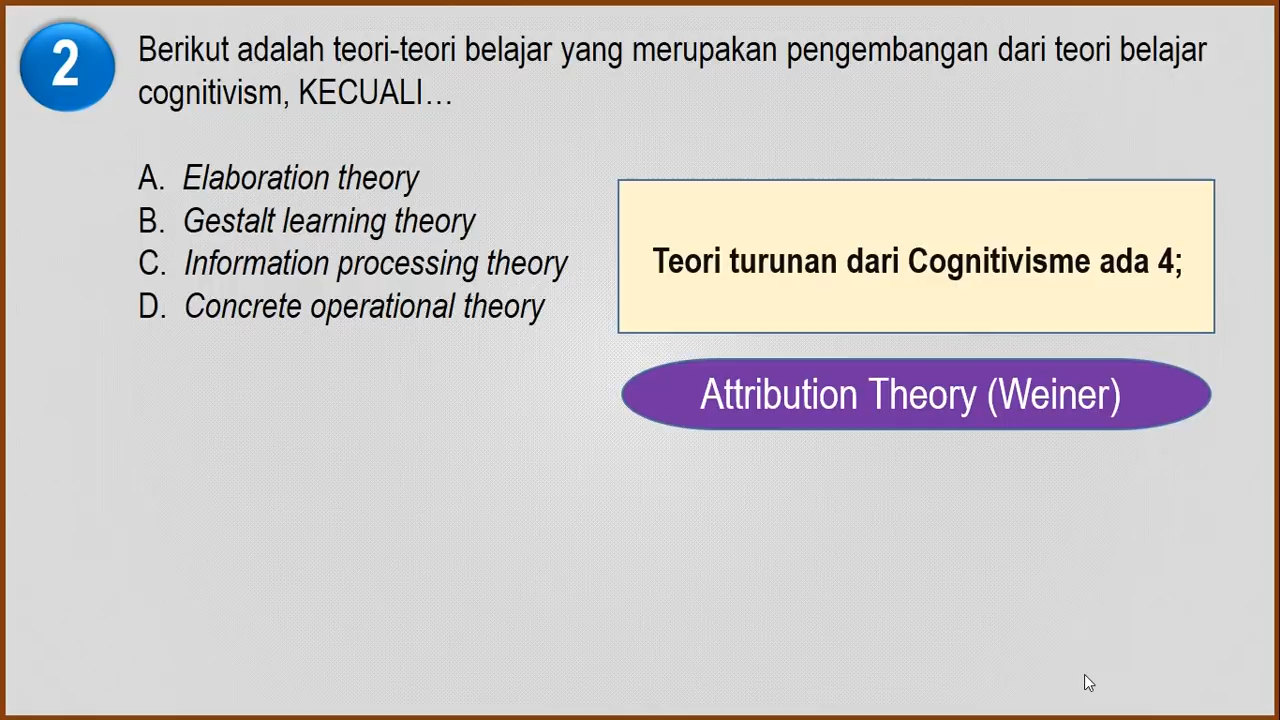 2
Berikut adalah teori-teori belajar yang merupakan pengembangan dari teori belajar
cognitivism, KECUALI…
A. Elaboration theory
B. Gestalt learning theory
C. Information processing theory
D. Concrete operational theory
Teori turunan dari Cognitivisme ada 4;
Attribution Theory (Weiner)